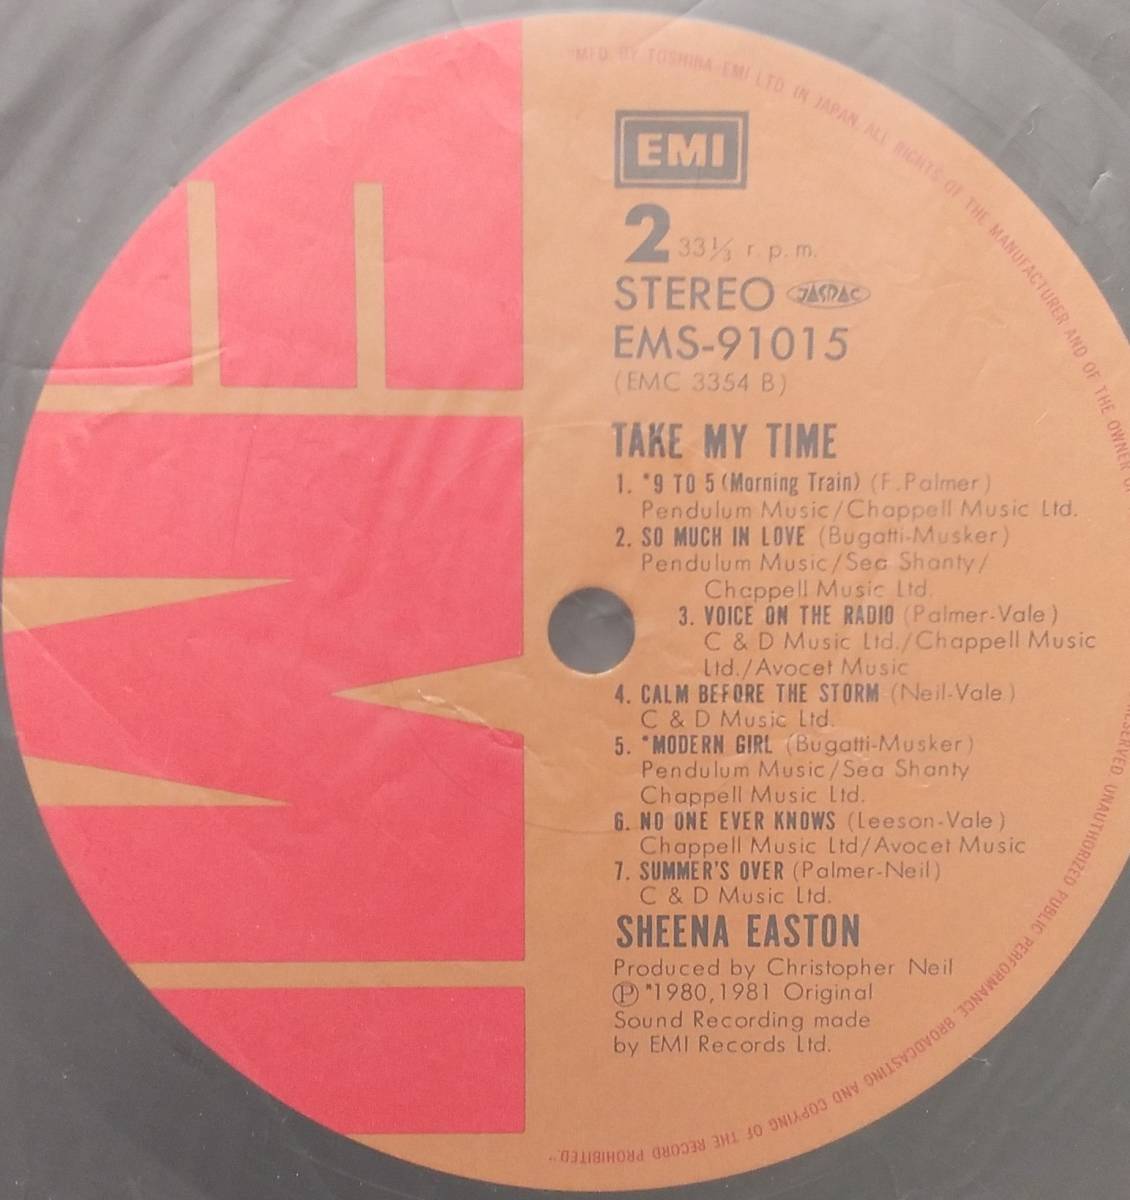 "MFD. BY TOSHIBA-EMI LTD. IN JAPAN. ALL RIGHTS OF THE MANUFACTURER AND OF THE OWNER OF
RESERVED. UNAUTHORIZED PUBLIC PERFORMANCE, BROADCASTING AND COPYING OF THE RECORD PROHIBITED."
EMI
EMI
2 33⅓ r. p. m.
STEREO JASRAC
EMS-91015
(EMC 3354 B)
TAKE MY TIME
1. *9 TO 5 (Morning Train) (F. Palmer)
Pendulum Music/Chappell Music Ltd.
2. SO MUCH IN LOVE (Bugatti-Musker)
Pendulum Music/Sea Shanty/
Chappell Music Ltd.
3. VOICE ON THE RADIO (Palmer-Vale)
C & D Music Ltd./Chappell Music
Ltd./Avocet Music
4. CALM BEFORE THE STORM (Neil-Vale)
C & D Music Ltd.
5. *MODERN GIRL (Bugatti-Musker)
Pendulum Music/Sea Shanty
Chappell Music Ltd.
6. NO ONE EVER KNOWS (Leeson-Vale)
Chappell Music Ltd/Avocet Music
7. SUMMER'S OVER (Palmer-Neil)
C & D Music Ltd.
SHEENA EASTON
Produced by Christopher Neil
Ⓟ *1980, 1981 Original
Sound Recording made
by EMI Records Ltd.